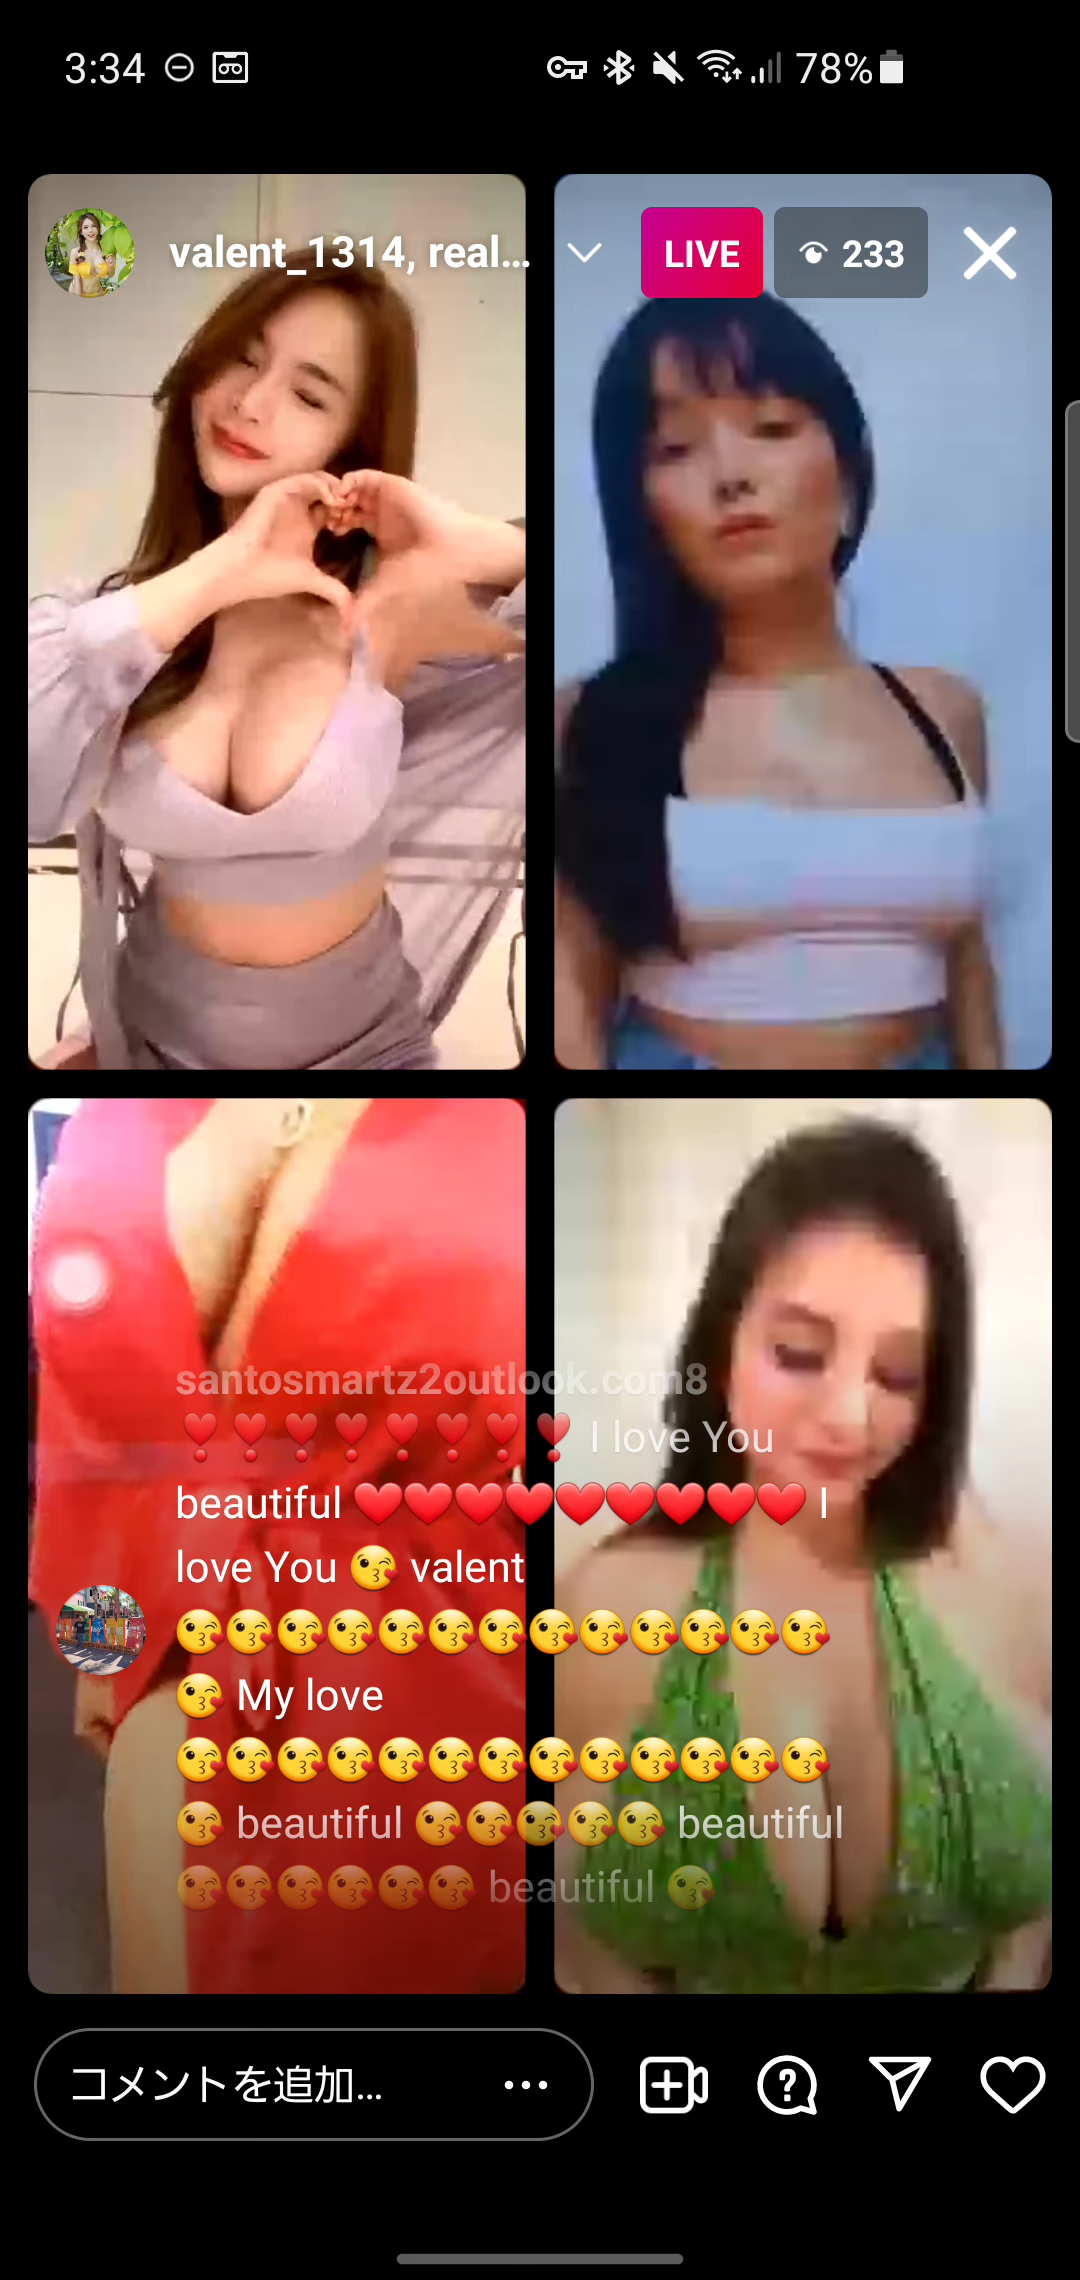 3:34 78%
valent_1314, real... LIVE 233
santosmartz2outlook.com8
❣❣❣❣❣❣❣❣ I love You
beautiful ❤❤❤❤❤❤❤❤❤ I
love You 😘 valent
😘😘😘😘😘😘😘😘😘😘😘😘😘
😘 My love
😘😘😘😘😘😘😘😘😘😘😘😘😘
😘 beautiful 😘😘😘😘😘 beautiful
😘😘😘😘😘😘 beautiful 😘
コメントを追加...